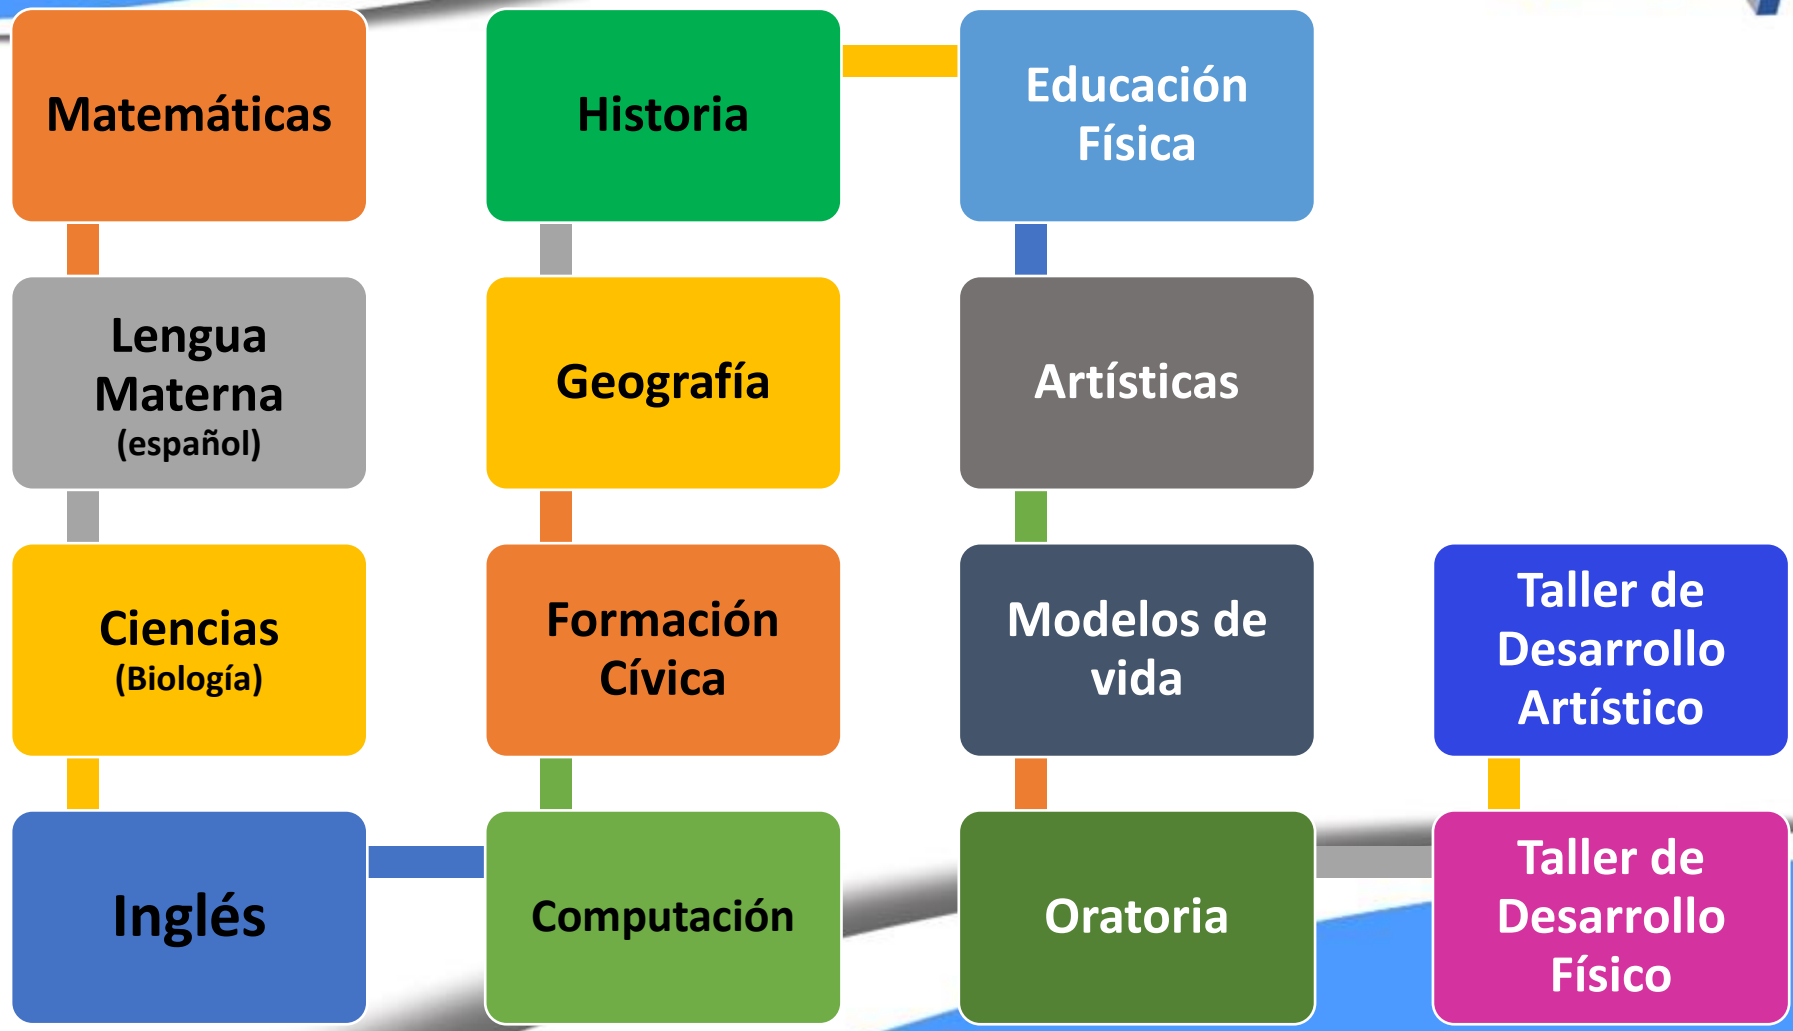 Matemáticas
Lengua
Materna
(español)
Ciencias
(Biología)
Inglés
Computación
Formación
Cívica
Geografía
Historia
Educación
Física
Artísticas
Modelos de
vida
Oratoria
Taller de
Desarrollo
Físico
Taller de
Desarrollo
Artístico